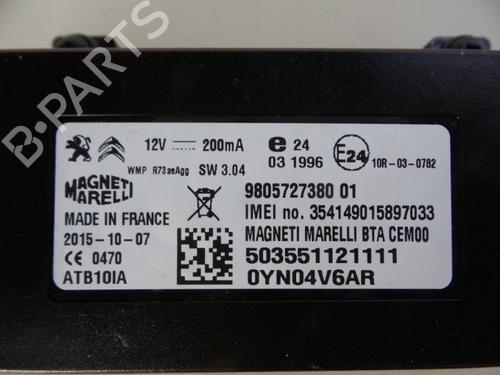 B-PARTS
12V 200mA
e 24
03 1996
E24
10R-03-0782
WMP R73aeAgg SW 3.04
MAGNETI
MARELLI
MADE IN FRANCE
2015-10-07
CE 0470
ATB10IA
9805727380 01
IMEI no. 354149015897033
MAGNETI MARELLI BTA CEM00
503551121111
0YN04V6AR